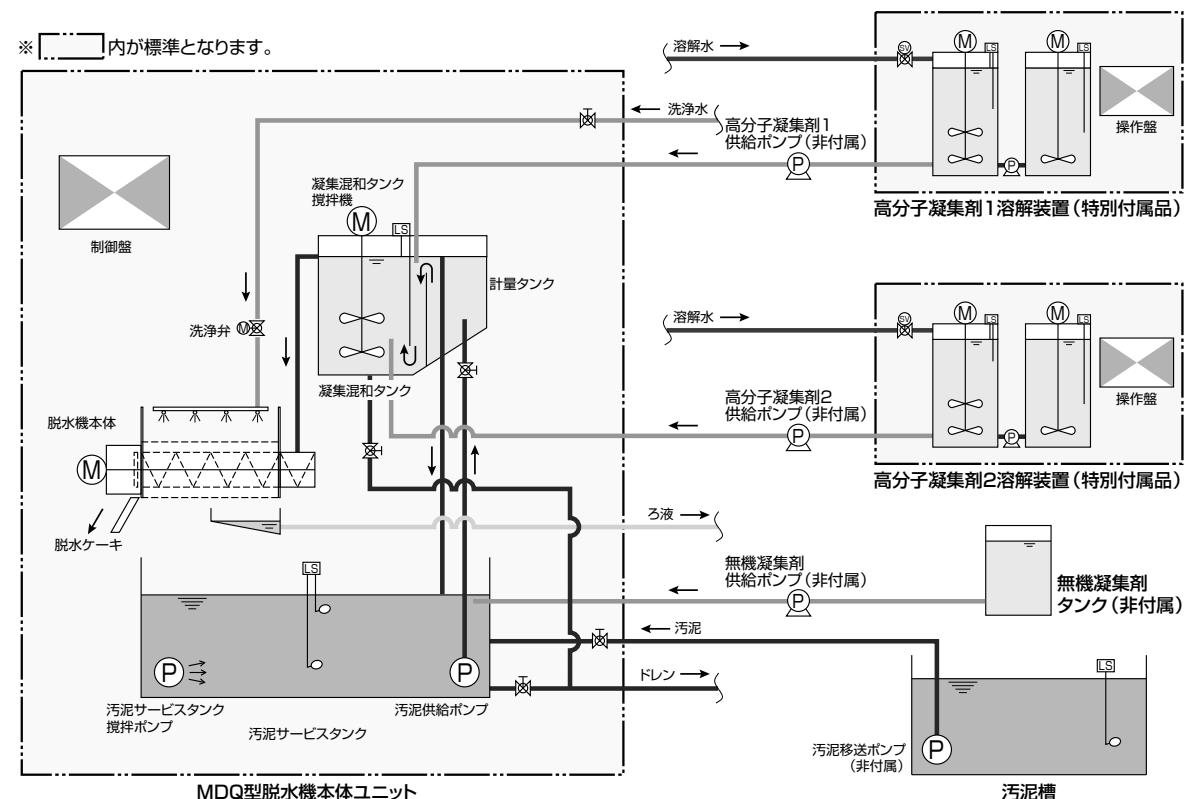 ※ 内が標準となります。
溶解水
SV
M
LS
M
LS
操作盤
P
高分子凝集剤1溶解装置(特別付属品)
洗浄水
高分子凝集剤1
供給ポンプ(非付属)
P
制御盤
凝集混和タンク
撹拌機
M
LS
計量タンク
洗浄弁
M
凝集混和タンク
溶解水
SV
M
LS
M
LS
操作盤
P
高分子凝集剤2溶解装置(特別付属品)
高分子凝集剤2
供給ポンプ(非付属)
P
脱水機本体
M
脱水ケーキ
ろ液
LS
無機凝集剤
供給ポンプ(非付属)
P
無機凝集剤
タンク(非付属)
汚泥
P
P
ドレン
汚泥サービスタンク
撹拌ポンプ
汚泥サービスタンク
汚泥供給ポンプ
LS
汚泥移送ポンプ
(非付属)
P
MDQ型脱水機本体ユニット
汚泥槽